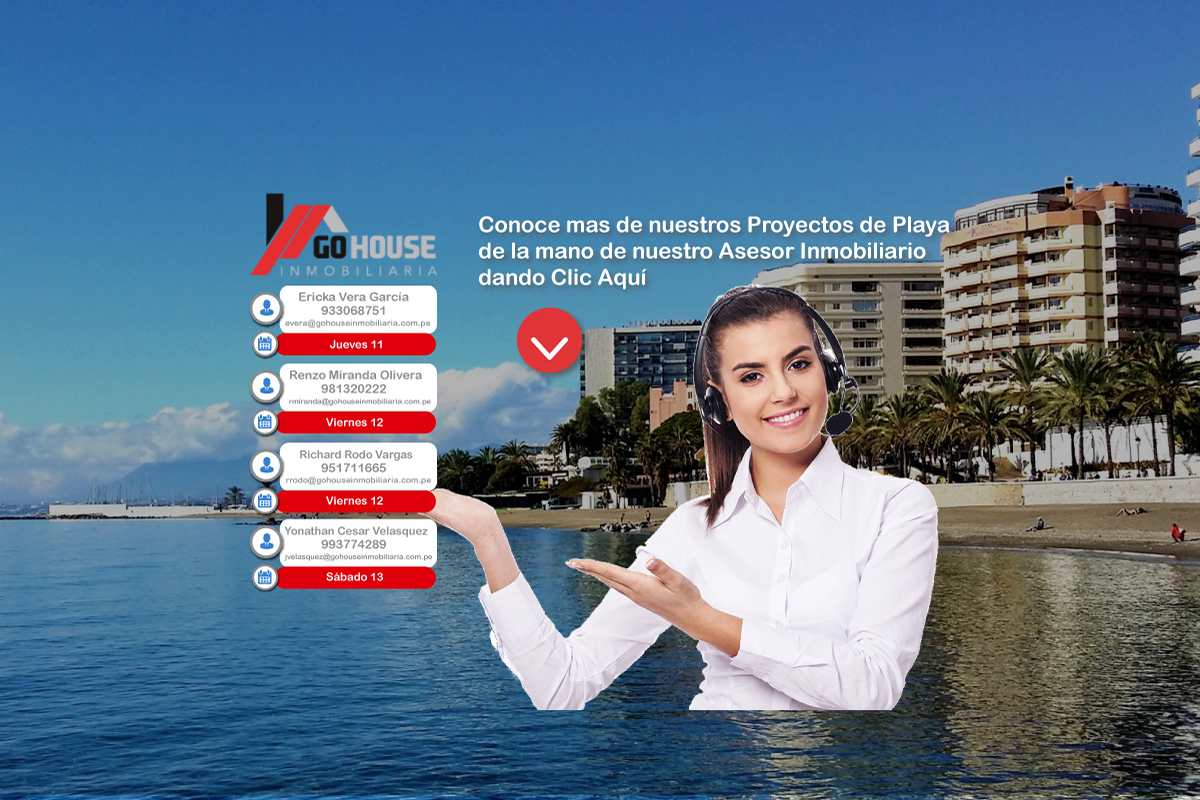 GO HOUSE
INMOBILIARIA
Ericka Vera García
933068751
evera@gohouseinmobiliaria.com.pe
Jueves 11
Renzo Miranda Olivera
981320222
rmiranda@gohouseinmobiliaria.com.pe
Viernes 12
Richard Rodo Vargas
951711665
rrodo@gohouseinmobiliaria.com.pe
Viernes 12
Yonathan Cesar Velasquez
993774289
jvelasquez@gohouseinmobiliaria.com.pe
Sábado 13
Conoce mas de nuestros Proyectos de Playa
de la mano de nuestro Asesor Inmobiliario
dando Clic Aquí